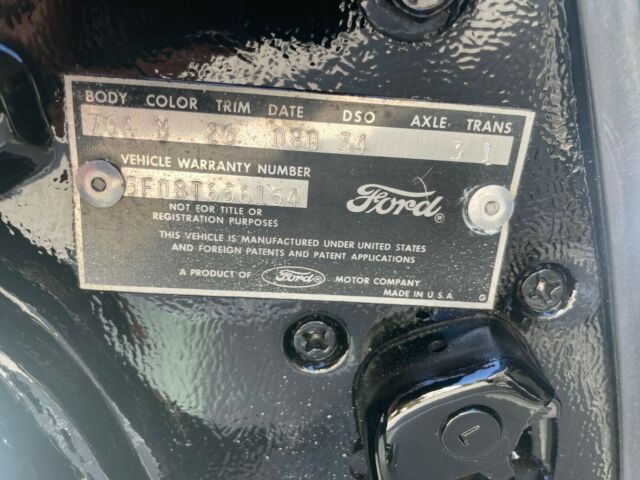 BODY COLOR TRIM DATE DSO AXLE TRANS
76A M 26 08D 34 3 1
VEHICLE WARRANTY NUMBER
5F08T666154
NOT FOR TITLE OR
REGISTRATION PURPOSES
Ford®
THIS VEHICLE IS MANUFACTURED UNDER UNITED STATES
AND FOREIGN PATENTS AND PATENT APPLICATIONS
A PRODUCT OF Ford® MOTOR COMPANY
MADE IN U.S.A. G
L